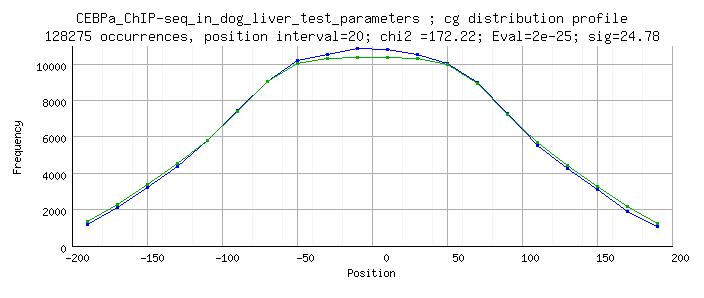 CEBPa_ChIP-seq_in_dog_liver_test_parameters ; cg distribution profile
128275 occurrences, position interval=20; chi2 =172.22; Eval=2e-25; sig=24.78
10000
8000
6000
4000
2000
0
Frequency
-200 -150 -100 -50 0 50 100 150 200
Position